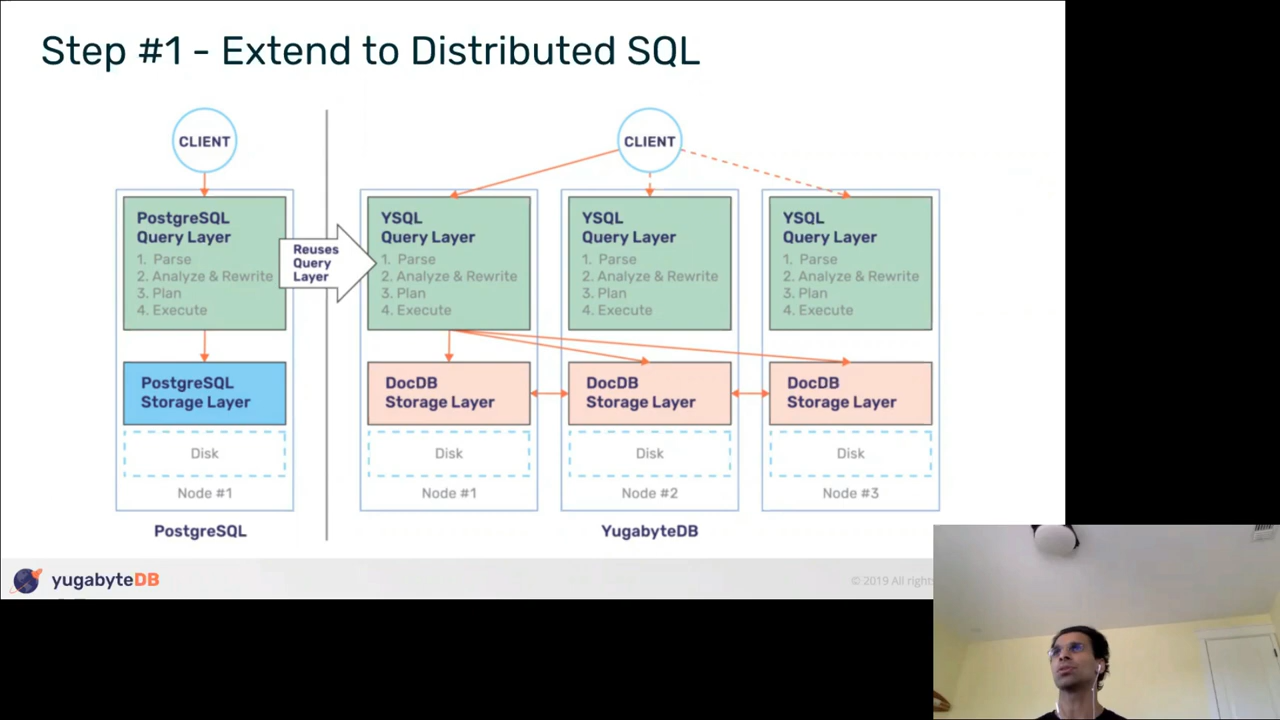 Step #1 - Extend to Distributed SQL
CLIENT
PostgreSQL
Query Layer
1. Parse
2. Analyze & Rewrite
3. Plan
4. Execute
PostgreSQL
Storage Layer
Disk
Node #1
PostgreSQL
Reuses
Query
Layer
CLIENT
YSQL
Query Layer
1. Parse
2. Analyze & Rewrite
3. Plan
4. Execute
DocDB
Storage Layer
Disk
Node #1
YSQL
Query Layer
1. Parse
2. Analyze & Rewrite
3. Plan
4. Execute
DocDB
Storage Layer
Disk
Node #2
YSQL
Query Layer
1. Parse
2. Analyze & Rewrite
3. Plan
4. Execute
DocDB
Storage Layer
Disk
Node #3
YugabyteDB
yugabyteDB
© 2019 All rights